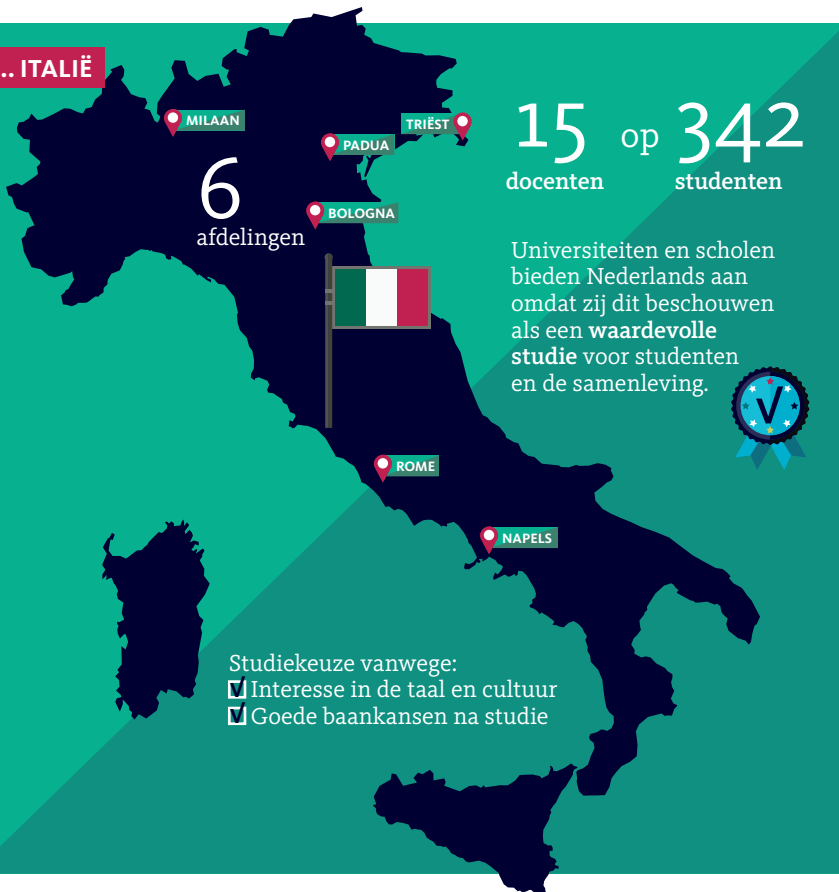 .. ITALIË
MILAAN
TRIËST
PADUA
BOLOGNA
6
afdelingen
15 op 342
docenten studenten
Universiteiten en scholen
bieden Nederlands aan
omdat zij dit beschouwen
als een waardevolle
studie voor studenten
en de samenleving.
ROME
NAPELS
Studiekeuze vanwege:
Interesse in de taal en cultuur
Goede baankansen na studie